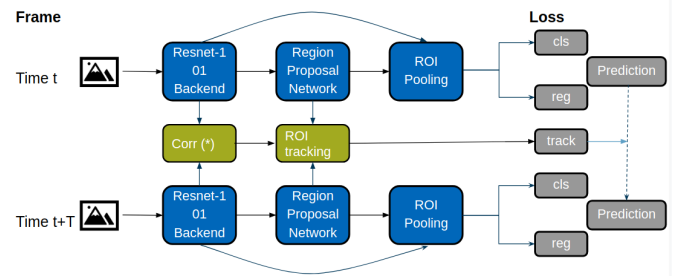 Frame
Loss
Time t
Resnet-1
01
Backend
Region
Proposal
Network
ROI
Pooling
cls
reg
Prediction
Corr (*)
ROI
tracking
track
Time t+T
Resnet-1
01
Backend
Region
Proposal
Network
ROI
Pooling
cls
reg
Prediction